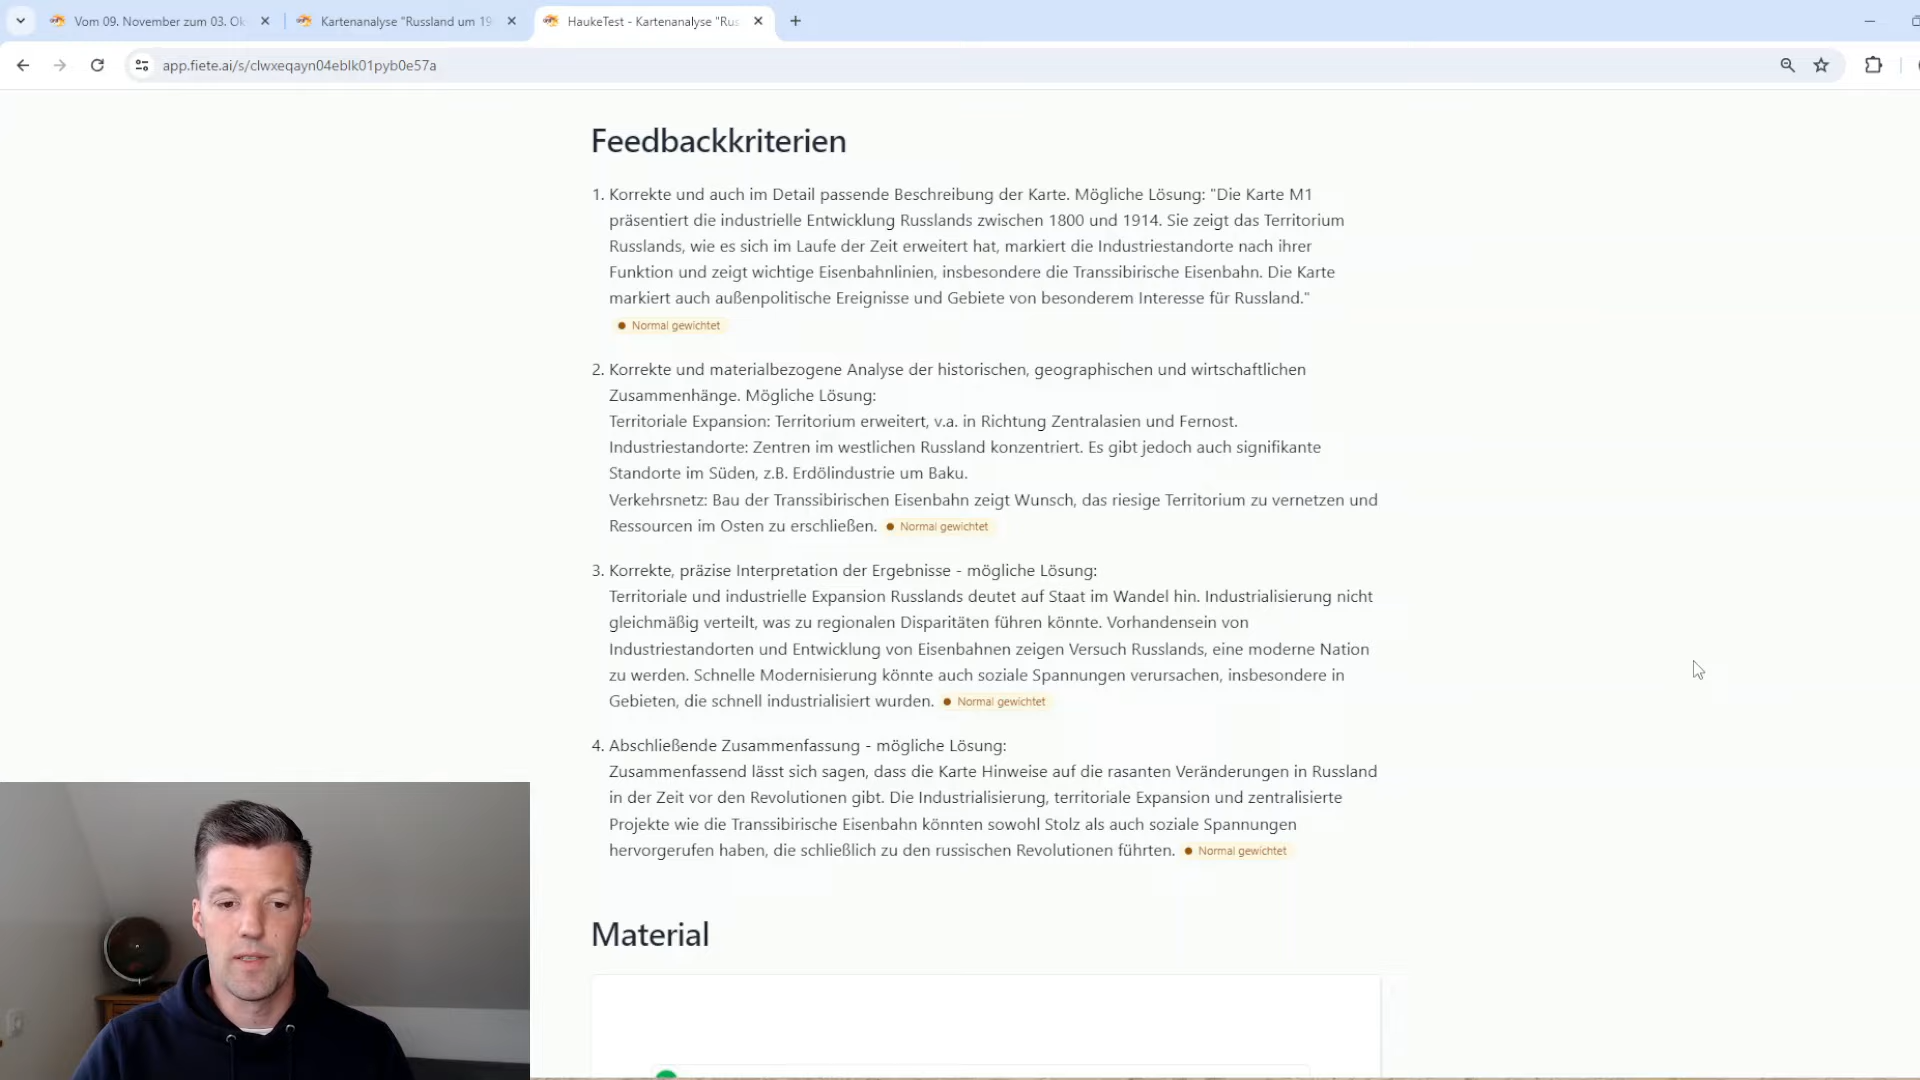 Vom 09. November zum 03. Ok
Kartenanalyse "Russland um 19
HaukeTest - Kartenanalyse "Rus
app.fiete.ai/s/clwxeqayn04eblk01pyb0e57a
Feedbackkriterien
1. Korrekte und auch im Detail passende Beschreibung der Karte. Mögliche Lösung: "Die Karte M1
präsentiert die industrielle Entwicklung Russlands zwischen 1800 und 1914. Sie zeigt das Territorium
Russlands, wie es sich im Laufe der Zeit erweitert hat, markiert die Industriestandorte nach ihrer
Funktion und zeigt wichtige Eisenbahnlinien, insbesondere die Transsibirische Eisenbahn. Die Karte
markiert auch außenpolitische Ereignisse und Gebiete von besonderem Interesse für Russland."
Normal gewichtet
2. Korrekte und materialbezogene Analyse der historischen, geographischen und wirtschaftlichen
Zusammenhänge. Mögliche Lösung:
Territoriale Expansion: Territorium erweitert, v.a. in Richtung Zentralasien und Fernost.
Industriestandorte: Zentren im westlichen Russland konzentriert. Es gibt jedoch auch signifikante
Standorte im Süden, z.B. Erdölindustrie um Baku.
Verkehrsnetz: Bau der Transsibirischen Eisenbahn zeigt Wunsch, das riesige Territorium zu vernetzen und
Ressourcen im Osten zu erschließen. Normal gewichtet
3. Korrekte, präzise Interpretation der Ergebnisse - mögliche Lösung:
Territoriale und industrielle Expansion Russlands deutet auf Staat im Wandel hin. Industrialisierung nicht
gleichmäßig verteilt, was zu regionalen Disparitäten führen könnte. Vorhandensein von
Industriestandorten und Entwicklung von Eisenbahnen zeigen Versuch Russlands, eine moderne Nation
zu werden. Schnelle Modernisierung könnte auch soziale Spannungen verursachen, insbesondere in
Gebieten, die schnell industrialisiert wurden. Normal gewichtet
4. Abschließende Zusammenfassung - mögliche Lösung:
Zusammenfassend lässt sich sagen, dass die Karte Hinweise auf die rasanten Veränderungen in Russland
in der Zeit vor den Revolutionen gibt. Die Industrialisierung, territoriale Expansion und zentralisierte
Projekte wie die Transsibirische Eisenbahn könnten sowohl Stolz als auch soziale Spannungen
hervorgerufen haben, die schließlich zu den russischen Revolutionen führten. Normal gewichtet
Material